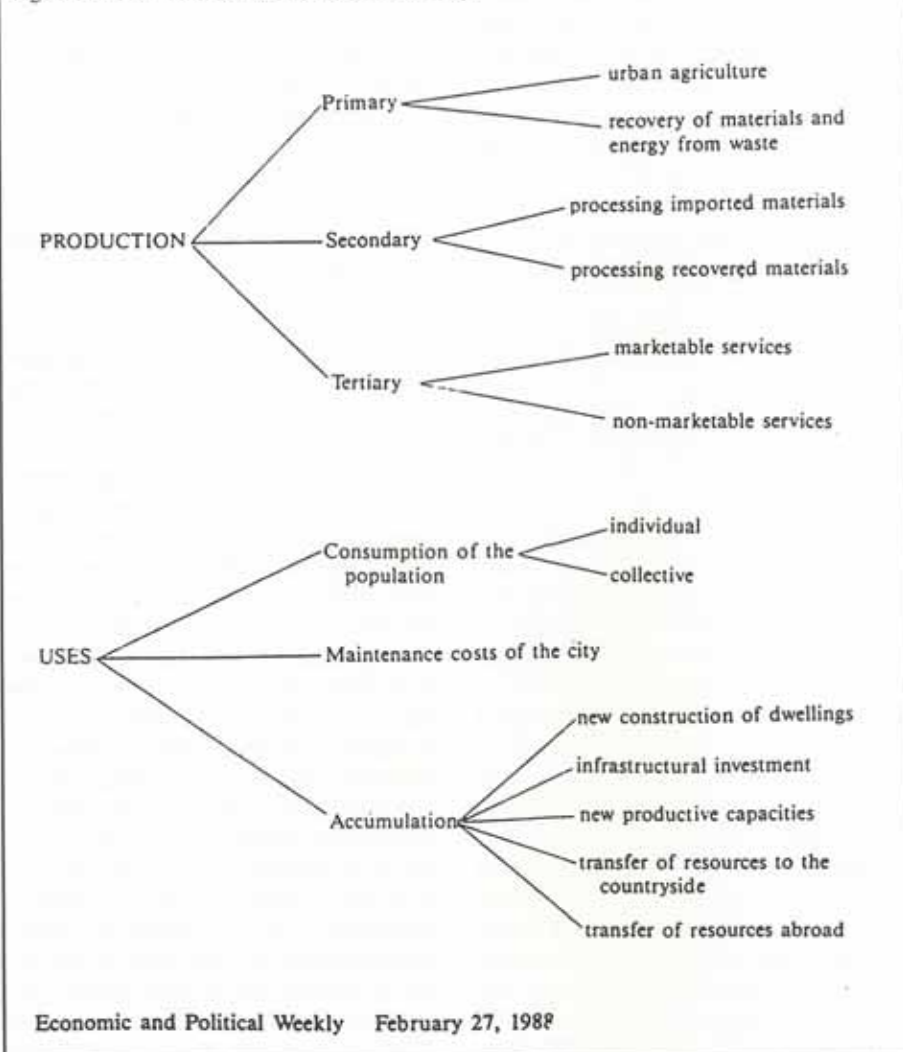 urban agriculture
Primary
recovery of materials and
energy from waste
processing imported materials
PRODUCTION
Secondary
processing recovered materials
marketable services
Tertiary
non-marketable services
individual
Consumption of the
population
collective
USES
Maintenance costs of the city
new construction of dwellings
infrastructural investment
Accumulation
new productive capacities
transfer of resources to the
countryside
transfer of resources abroad
Economic and Political Weekly February 27, 1988